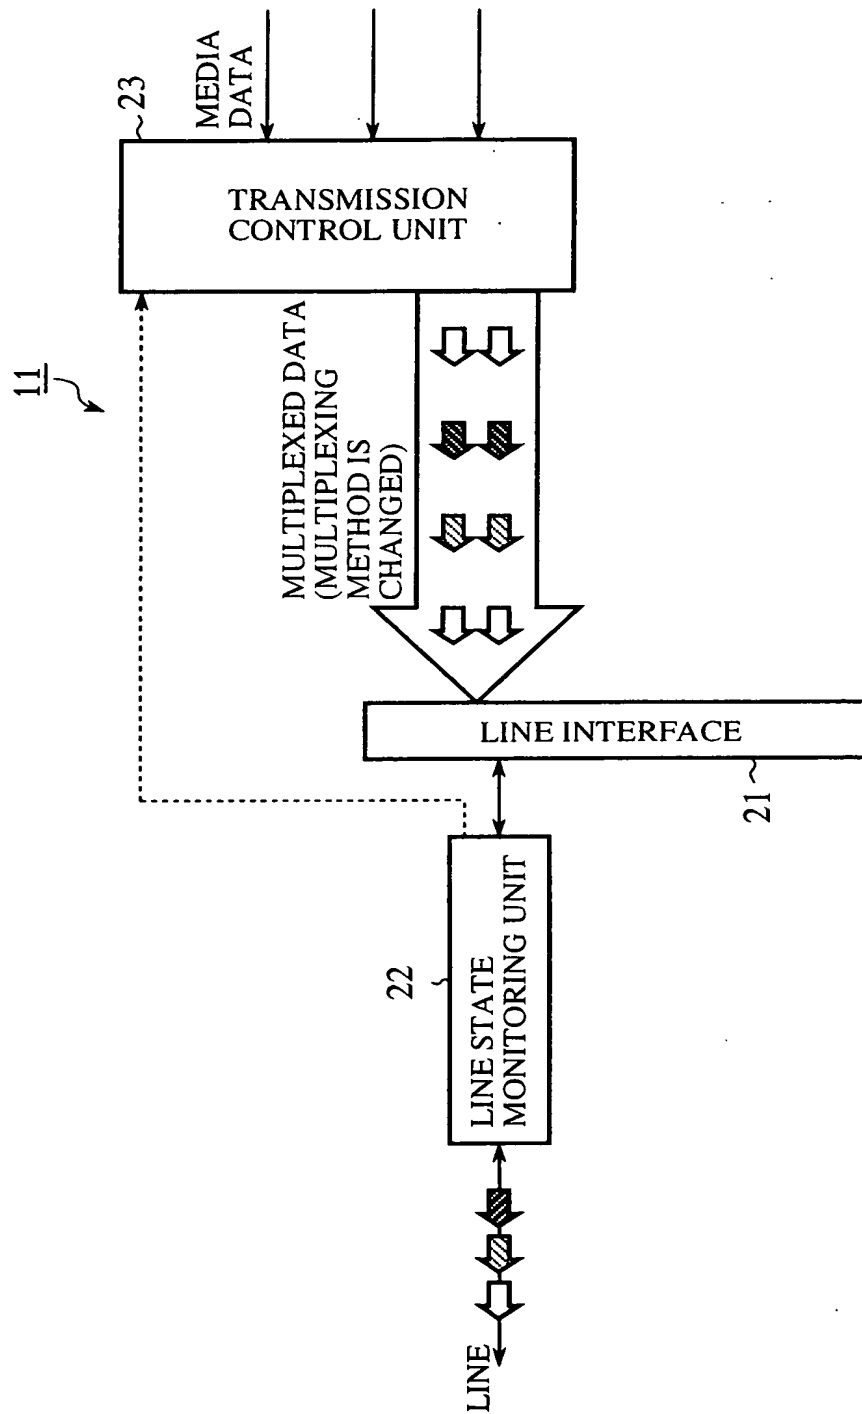 11
23
MEDIA
DATA
TRANSMISSION
CONTROL UNIT
MULTIPLEXED DATA
(MULTIPLEXING
METHOD IS
CHANGED)
LINE INTERFACE
21
22
LINE STATE
MONITORING UNIT
LINE